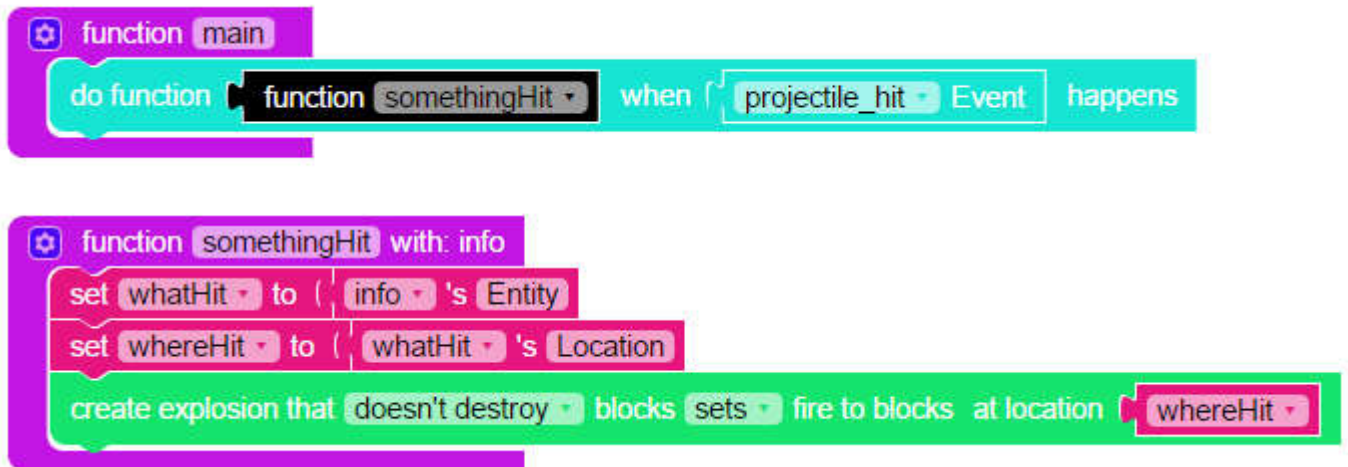 function main
do function function somethingHit when projectile_hit Event happens
function somethingHit with: info
set whatHit to info 's Entity
set whereHit to whatHit 's Location
create explosion that doesn't destroy blocks sets fire to blocks at location whereHit